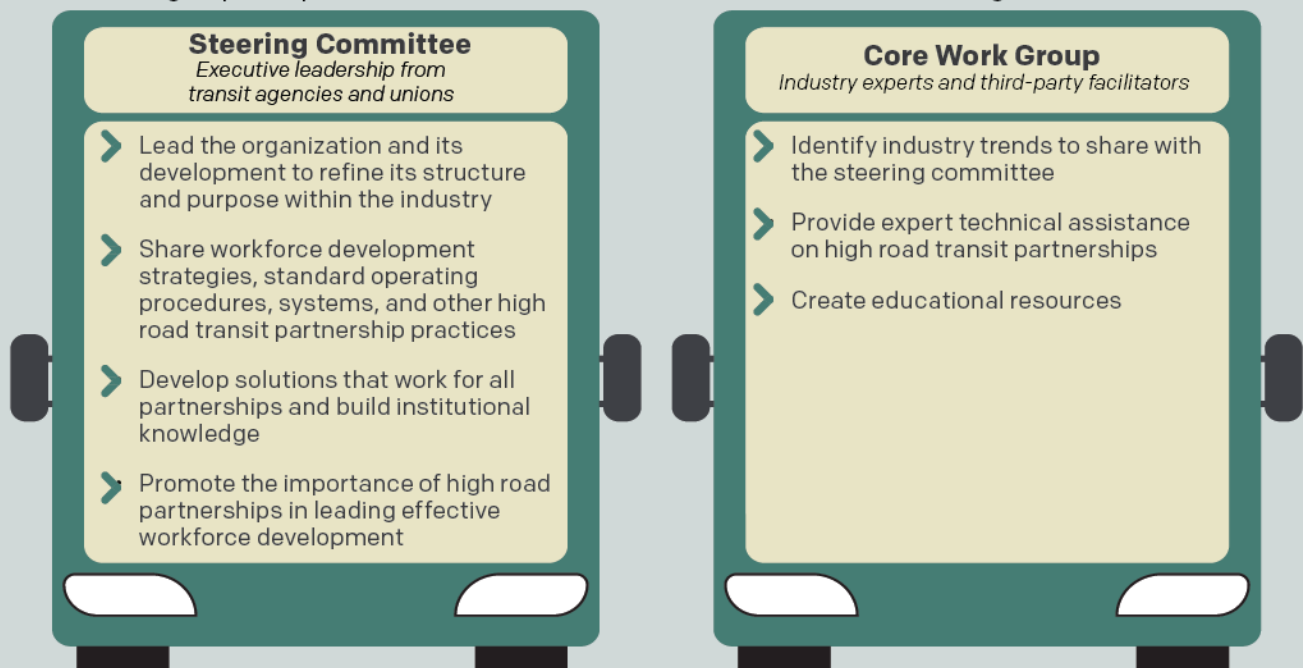 Steering Committee
Executive leadership from
transit agencies and unions
Lead the organization and its
development to refine its structure
and purpose within the industry
Share workforce development
strategies, standard operating
procedures, systems, and other high
road transit partnership practices
Develop solutions that work for all
partnerships and build institutional
knowledge
Promote the importance of high road
partnerships in leading effective
workforce development
Core Work Group
Industry experts and third-party facilitators
Identify industry trends to share with
the steering committee
Provide expert technical assistance
on high road transit partnerships
Create educational resources